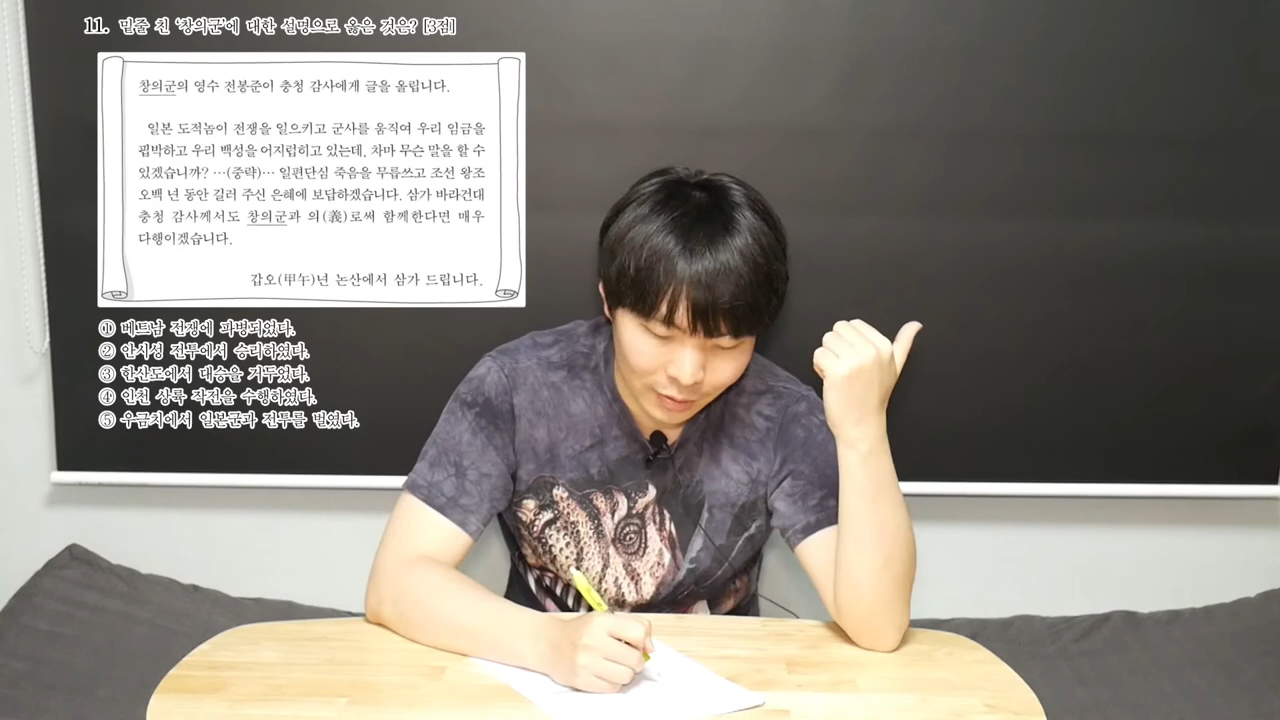 11. 밑줄 친 '창의군'에 대한 설명으로 옳은 것은? [3점]
창의군의 영수 전봉준이 충청 감사에게 글을 올립니다.
일본 도적놈이 전쟁을 일으키고 군사를 움직여 우리 임금을
핍박하고 우리 백성을 어지럽히고 있는데, 차마 무슨 말을 할 수
있겠습니까? …(중략)… 일편단심 죽음을 무릅쓰고 조선 왕조
오백 년 동안 길러 주신 은혜에 보답하겠습니다. 삼가 바라건대
충청 감사께서도 창의군과 의(義)로써 함께한다면 매우
다행이겠습니다.
갑오(甲午)년 논산에서 삼가 드립니다.
① 베트남 전쟁에 파병되었다.
② 안시성 전투에서 승리하였다.
③ 한산도에서 대승을 거두었다.
④ 인천 상륙 작전을 수행하였다.
⑤ 우금치에서 일본군과 전투를 벌였다.